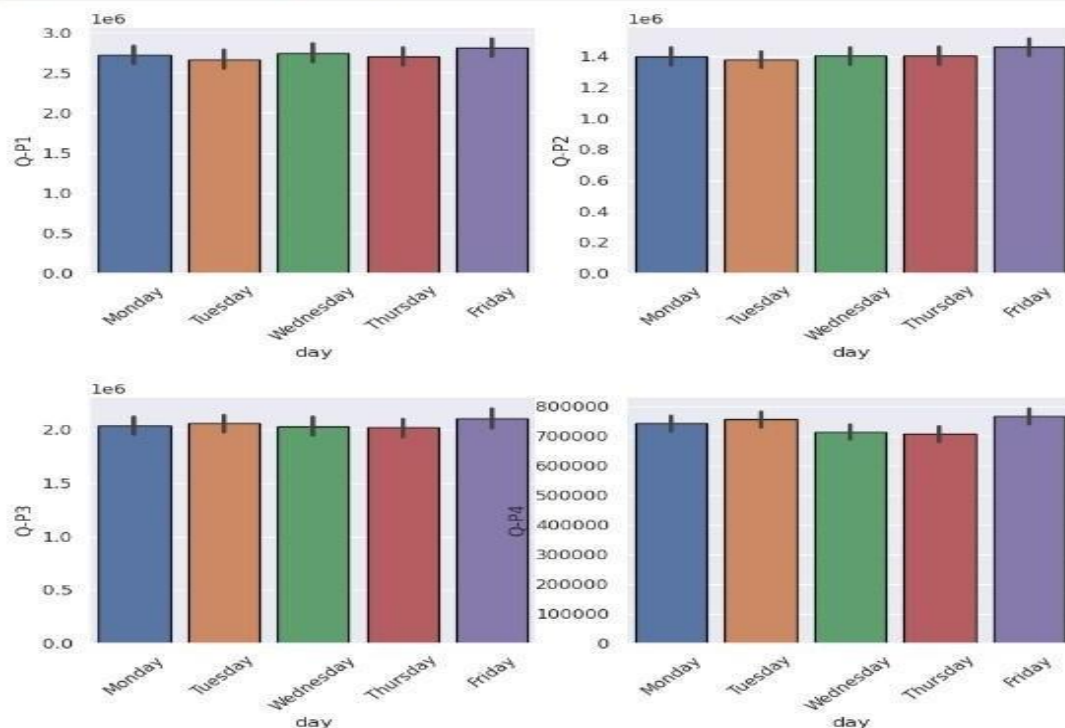 1e6
3.0
2.5
2.0
1.5
1.0
0.5
0.0
Q-P1
Monday
Tuesday
Wednesday
Thursday
Friday
day
1e6
1.4
1.2
1.0
0.8
0.6
0.4
0.2
0.0
Q-P2
Monday
Tuesday
Wednesday
Thursday
Friday
day
1e6
2.0
1.5
1.0
0.5
0.0
Q-P3
Monday
Tuesday
Wednesday
Thursday
Friday
day
800000
700000
600000
500000
400000
300000
200000
100000
0
Q-P4
Monday
Tuesday
Wednesday
Thursday
Friday
day